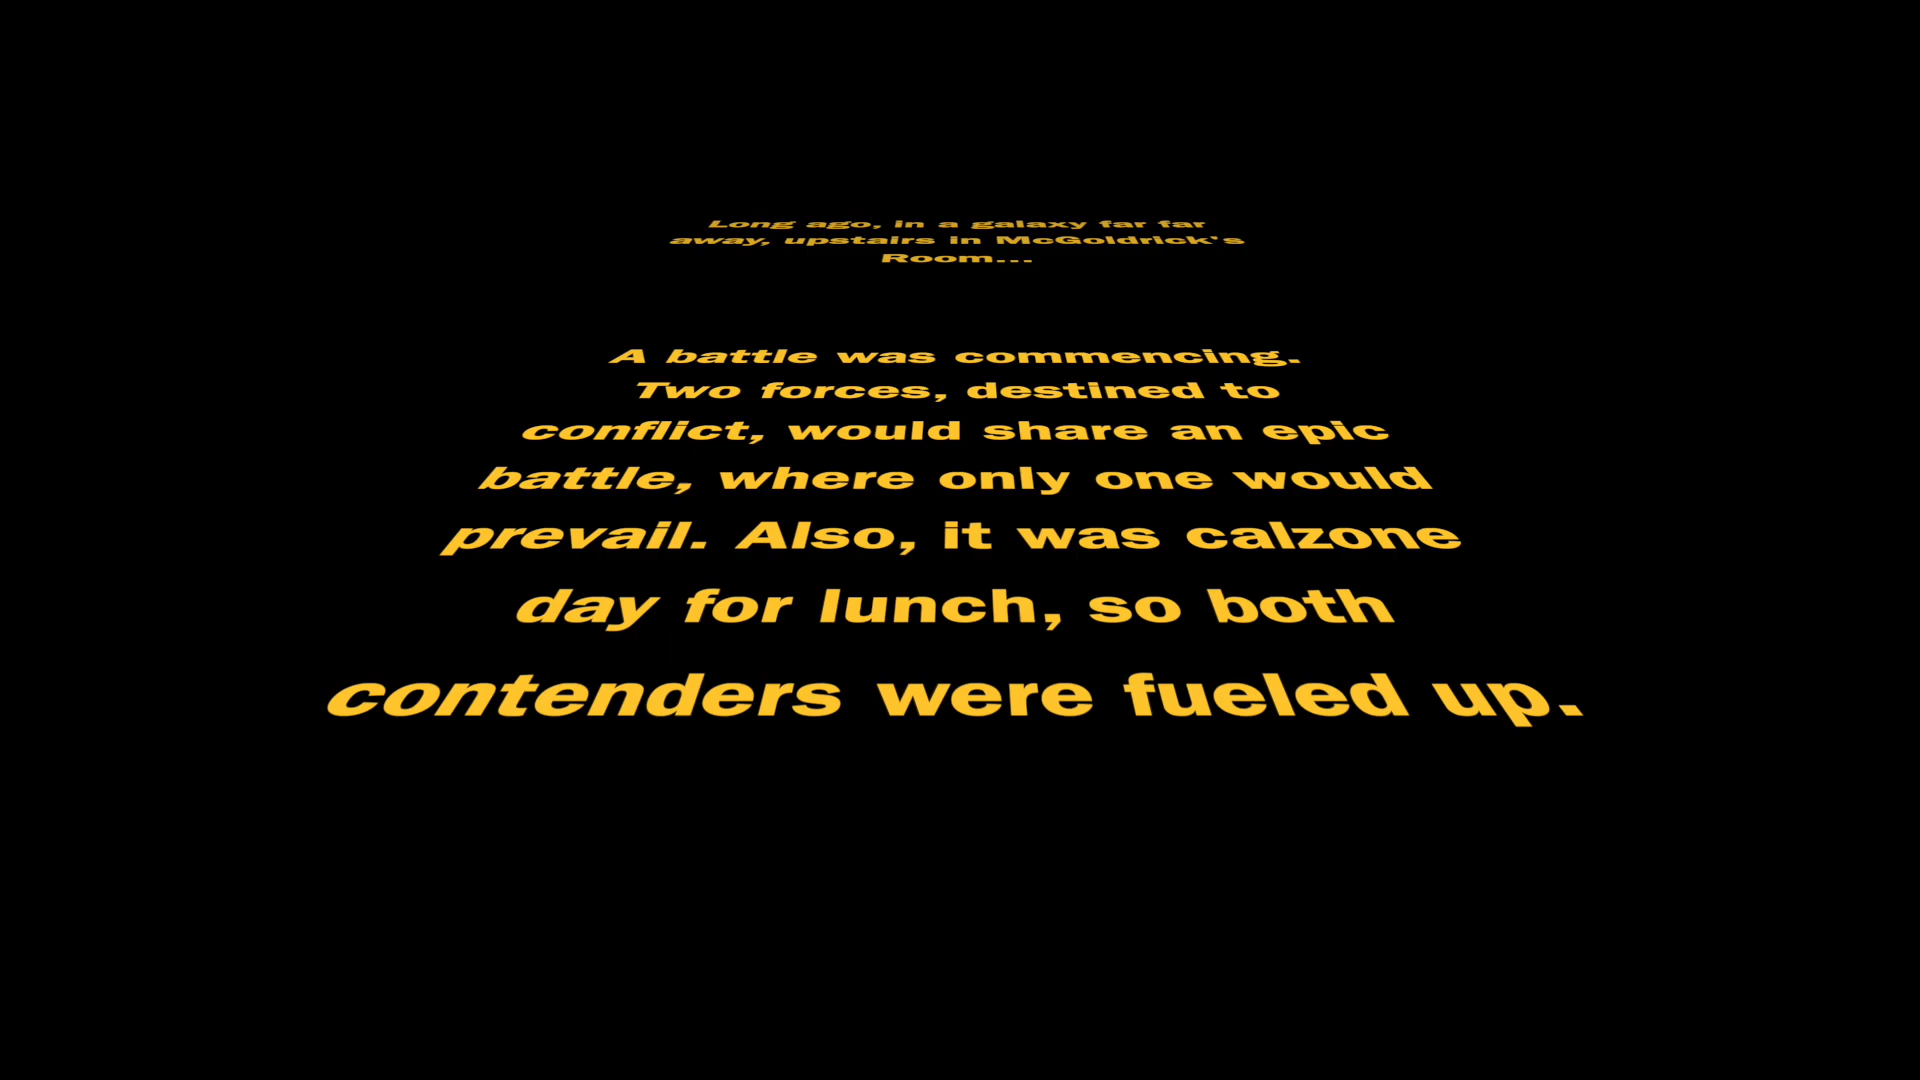 Long ago, in a galaxy far far
away, upstairs in McGoldrick's
Room...
A battle was commencing.
Two forces, destined to
conflict, would share an epic
battle, where only one would
prevail. Also, it was calzone
day for lunch, so both
contenders were fueled up.